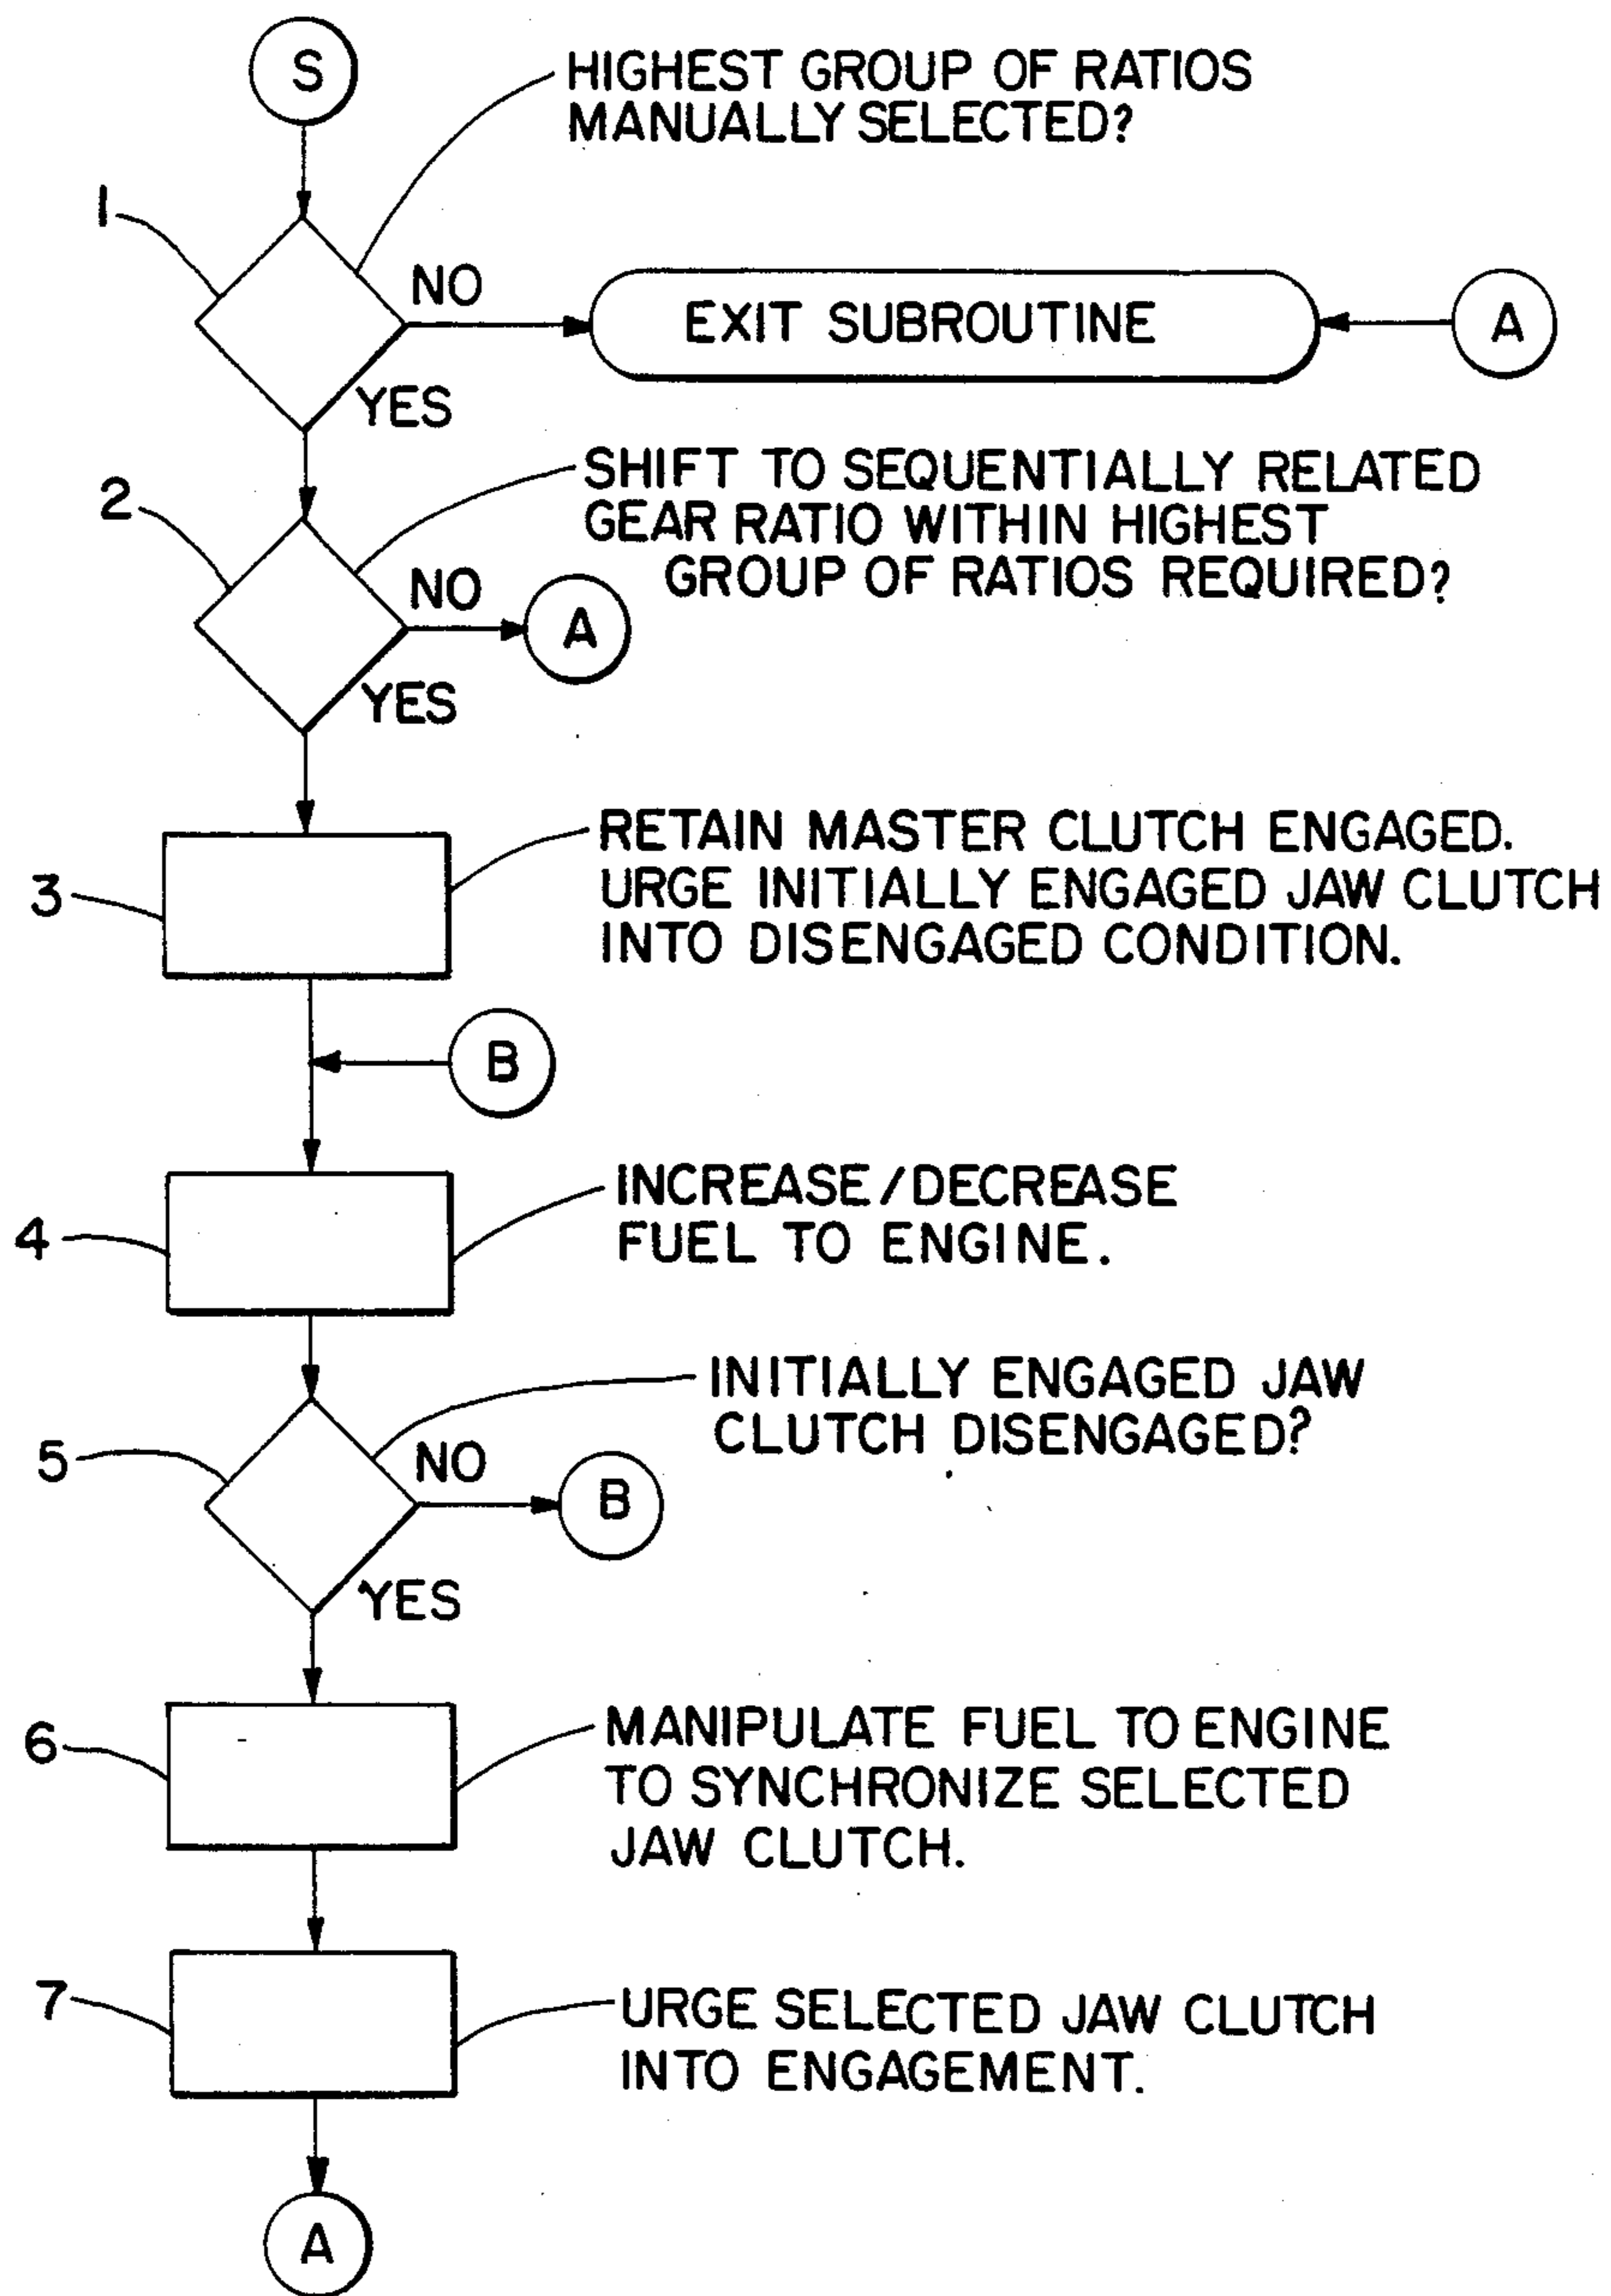 S
HIGHEST GROUP OF RATIOS
MANUALLY SELECTED?
1
NO
EXIT SUBROUTINE
A
YES
SHIFT TO SEQUENTIALLY RELATED
GEAR RATIO WITHIN HIGHEST
GROUP OF RATIOS REQUIRED?
2
NO
A
YES
RETAIN MASTER CLUTCH ENGAGED.
URGE INITIALLY ENGAGED JAW CLUTCH
INTO DISENGAGED CONDITION.
3
B
INCREASE/DECREASE
FUEL TO ENGINE.
4
INITIALLY ENGAGED JAW
CLUTCH DISENGAGED?
5
NO
B
YES
MANIPULATE FUEL TO ENGINE
TO SYNCHRONIZE SELECTED
JAW CLUTCH.
6
URGE SELECTED JAW CLUTCH
INTO ENGAGEMENT.
7
A